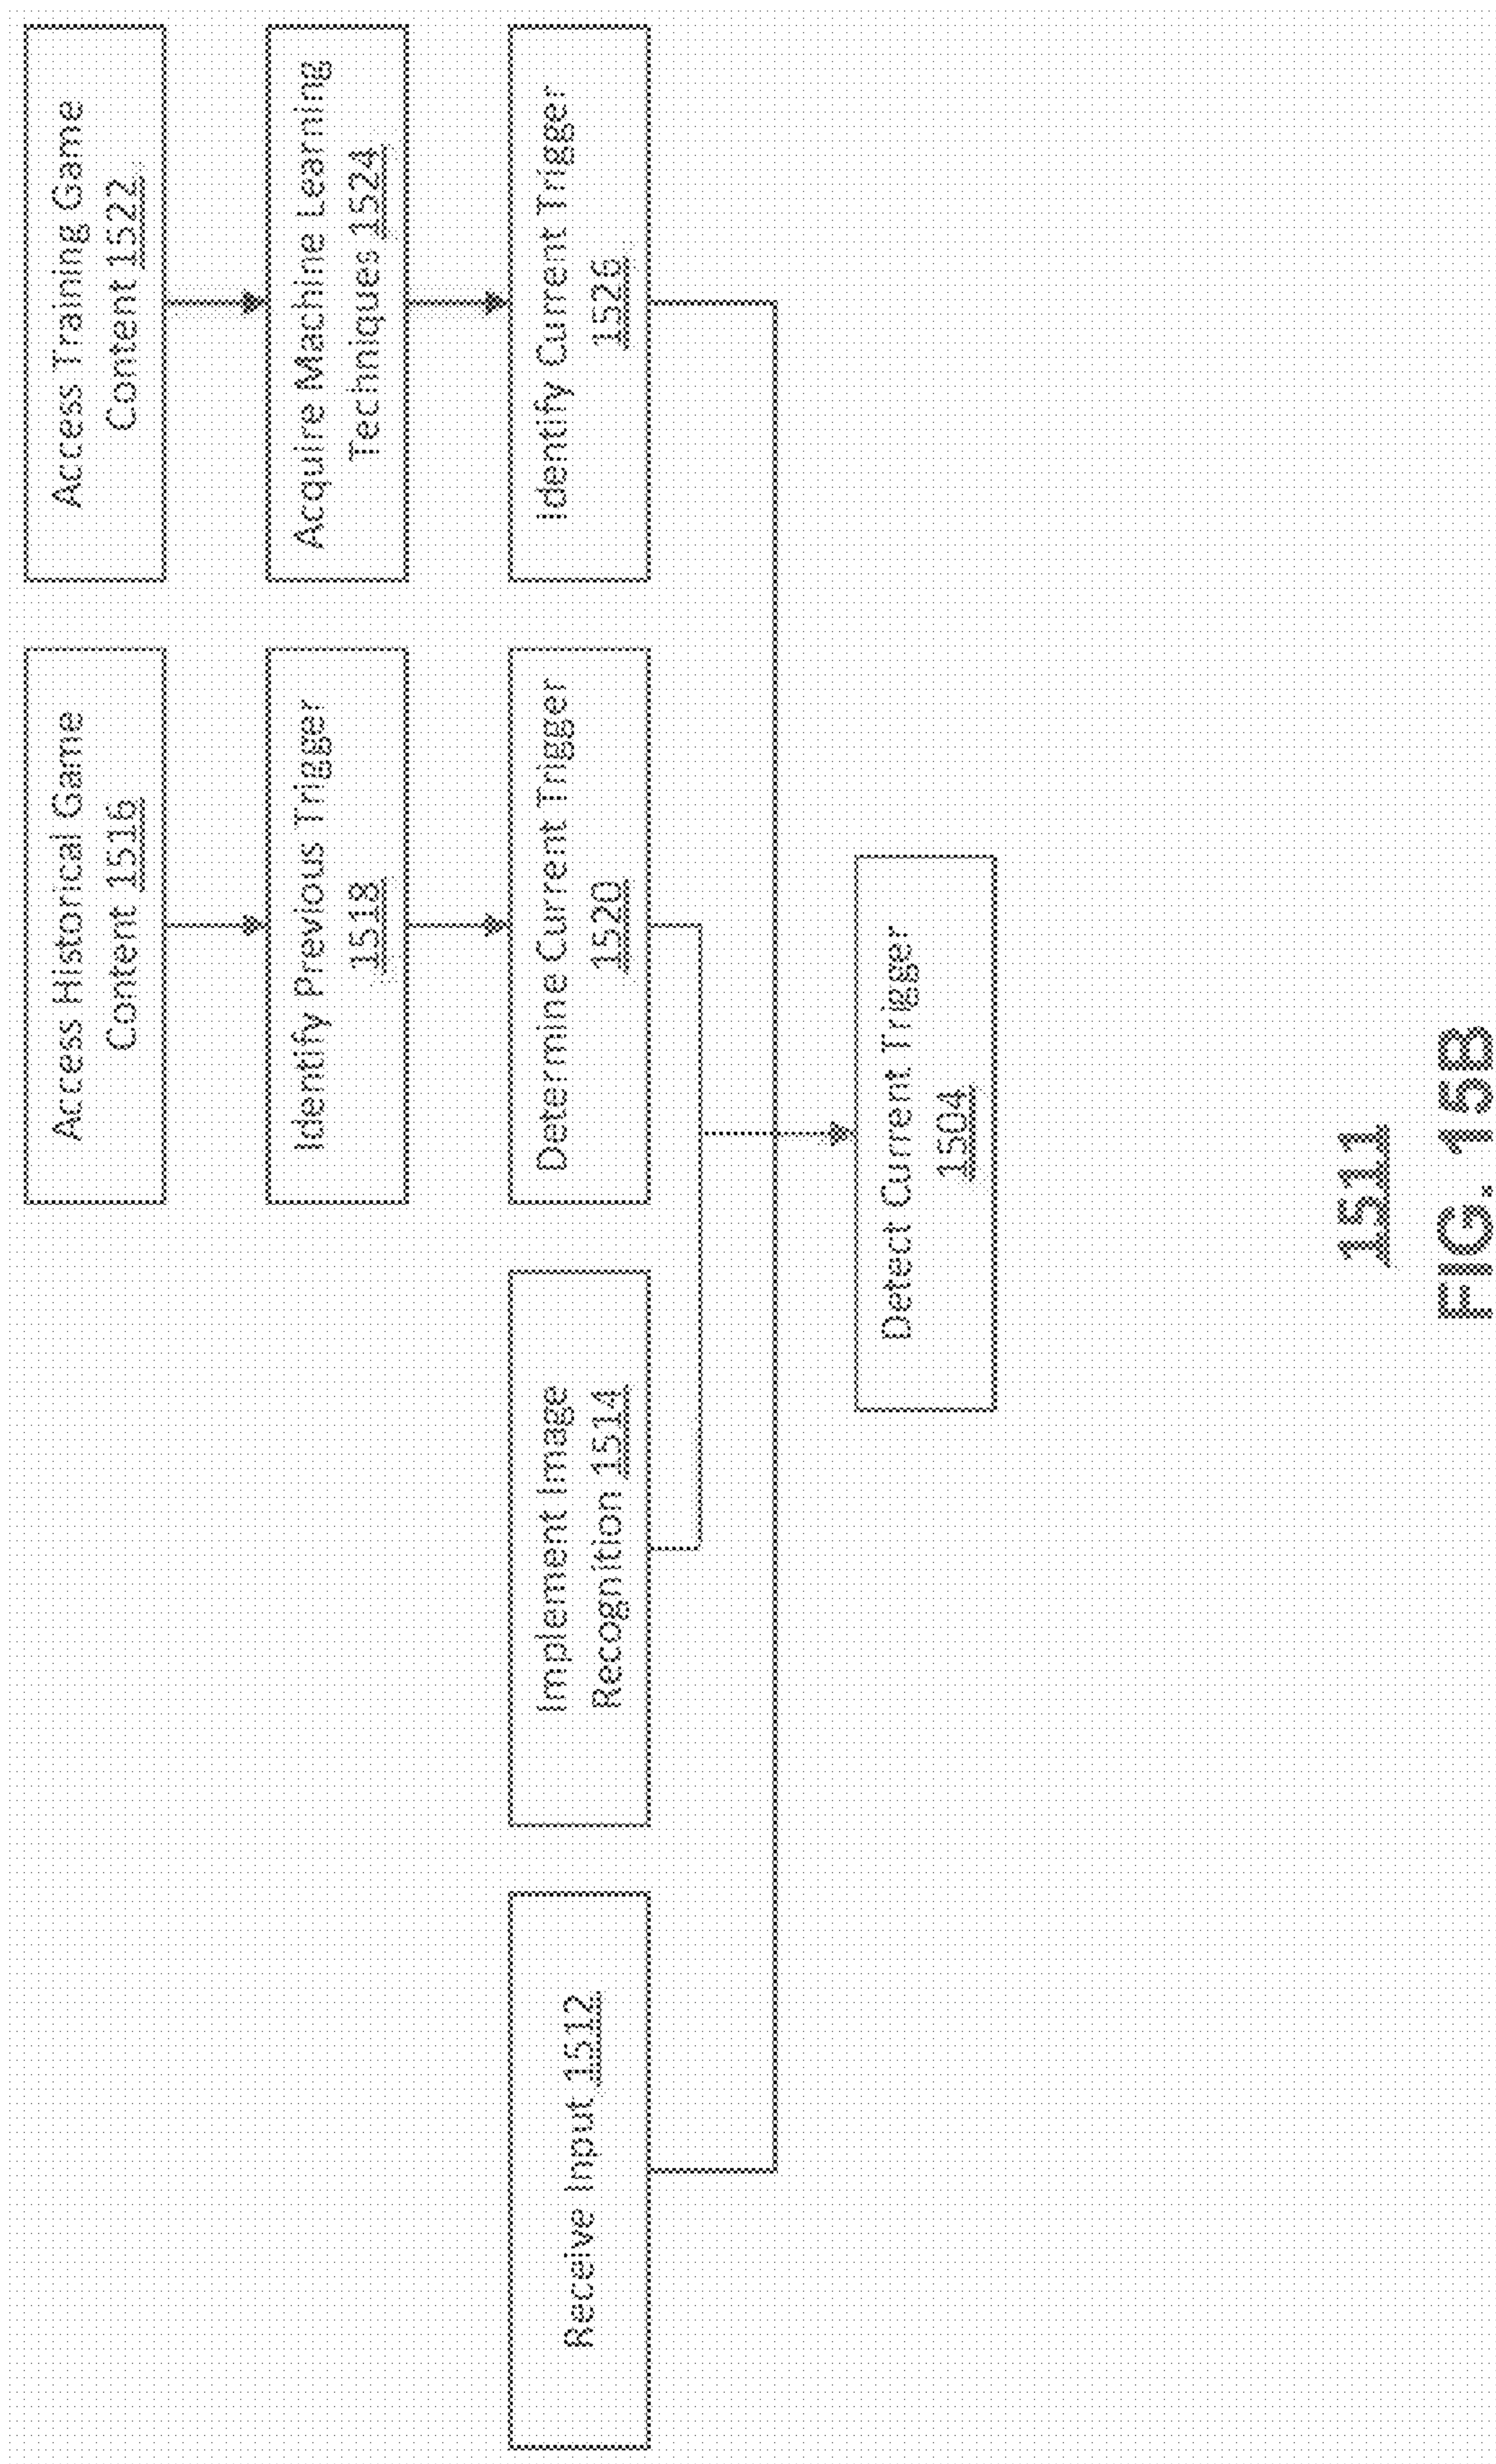 Access Historical Game
Content 1516
Access Training Game
Content 1522
Identify Previous Trigger
1518
Acquire Machine Learning
Techniques 1524
Receive Input 1512
Implement Image
Recognition 1514
Determine Current Trigger
1520
Identify Current Trigger
1526
Detect Current Trigger
1504
1511
FIG. 15B